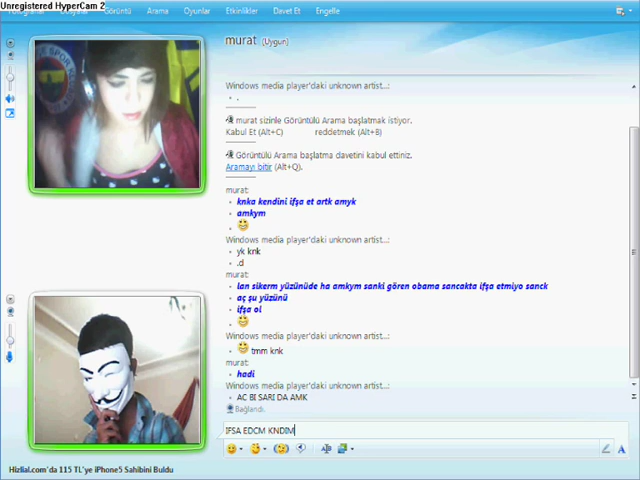 Unregistered HyperCam 2
Görüntü Arama Oyunlar Etkinlikler Davet Et Engelle
murat (Uygun)
Windows media player'daki unknown artist...:
.
murat sizinle Görüntülü Arama başlatmak istiyor.
Kabul Et (Alt+C) reddetmek (Alt+B)
Görüntülü Arama başlatma davetini kabul ettiniz.
Aramayı bitir (Alt+Q).
murat:
knka kendini ifşa et artk amyk
amkym
Windows media player'daki unknown artist...:
yk knk
.d
murat:
lan sikerm yüzünüde ha amkym sanki gören obama sancakta ifşa etmiyo sanck
aç şu yüzünü
ifşa ol
Windows media player'daki unknown artist...:
tmm knk
murat:
hadi
Windows media player'daki unknown artist...:
AC BI SARI DA AMK
Bağlandı.
IFSA EDCM KNDIM
Hizlial.com'da 115 TL'ye iPhone5 Sahibini Buldu